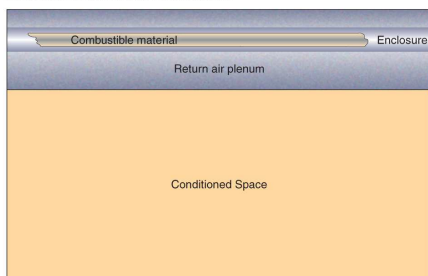 Combustible material
Enclosure
Return air plenum
Conditioned Space